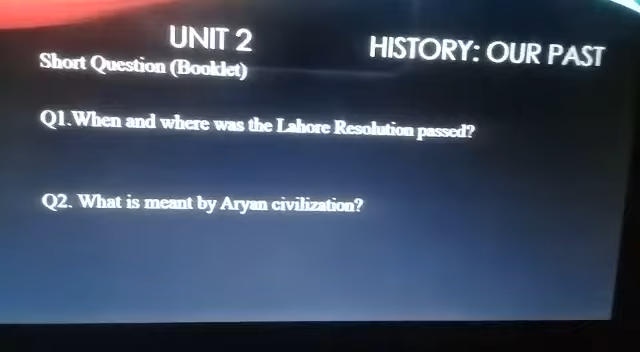 UNIT 2
HISTORY: OUR PAST
Short Question (Booklet)
Q1.When and where was the Lahore Resolution passed?
Q2. What is meant by Aryan civilization?